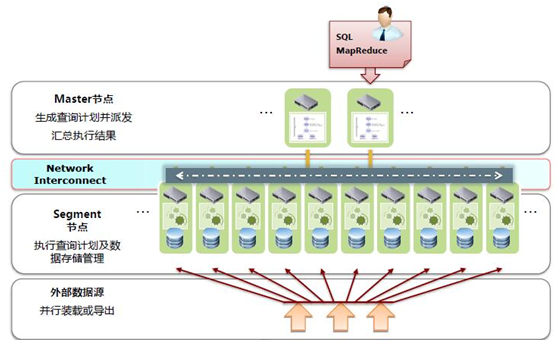 SQL
MapReduce
Master节点
生成查询计划并派发
汇总执行结果
...
...
Network
Interconnect
Segment
节点
执行查询计划及数
据存储管理
...
...
外部数据源
并行装载或导出